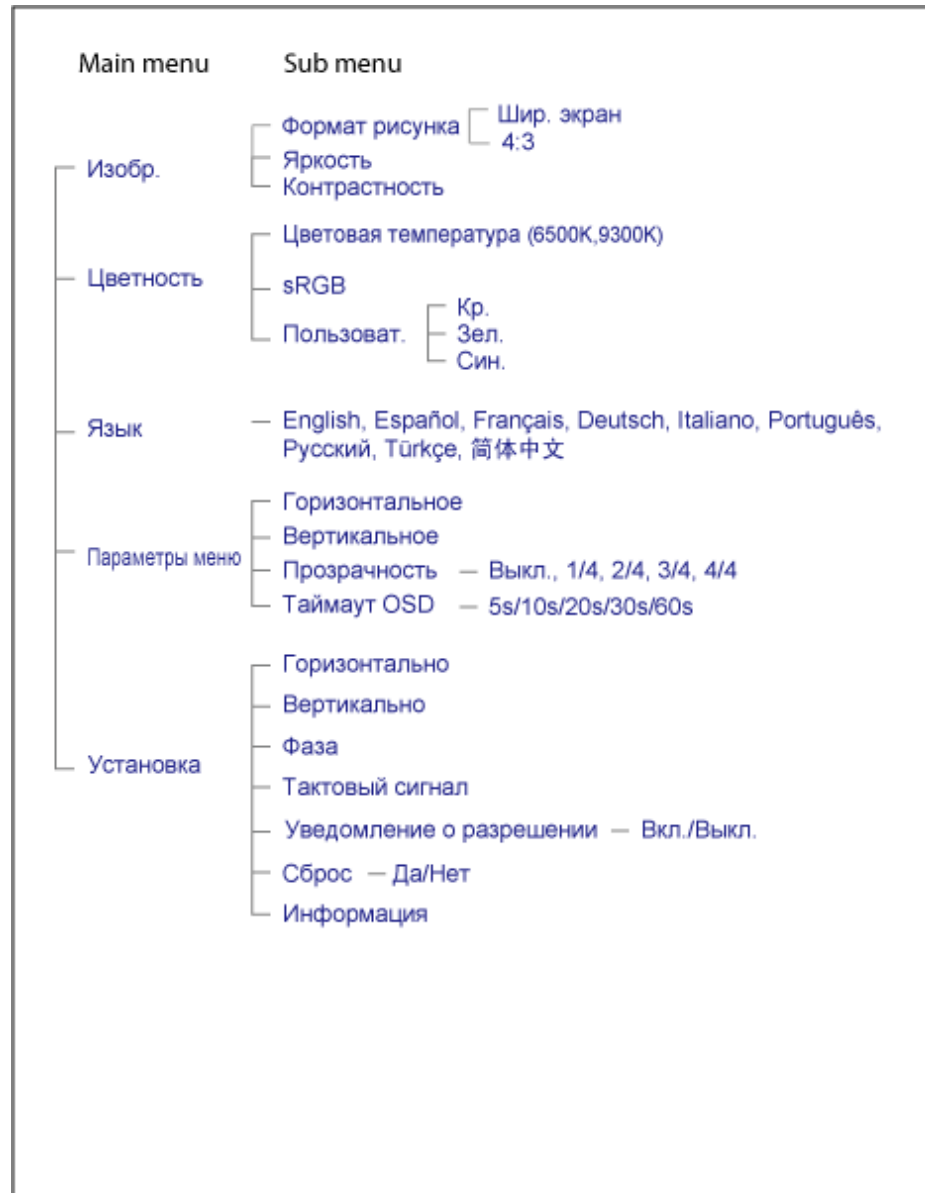 Main menu Sub menu
Формат рисунка Шир. экран
4:3
Изобр. Яркость
Контрастность
Цветовая температура (6500K,9300K)
Цветность sRGB
Кр.
Пользоват. Зел.
Син.
Язык — English, Español, Français, Deutsch, Italiano, Português,
Русский, Türkçe, 简体中文
Горизонтальное
Вертикальное
Параметры меню Прозрачность — Выкл., 1/4, 2/4, 3/4, 4/4
Таймаут OSD — 5s/10s/20s/30s/60s
Горизонтально
Вертикально
Фаза
Установка Тактовый сигнал
Уведомление о разрешении — Вкл./Выкл.
Сброс — Да/Нет
Информация